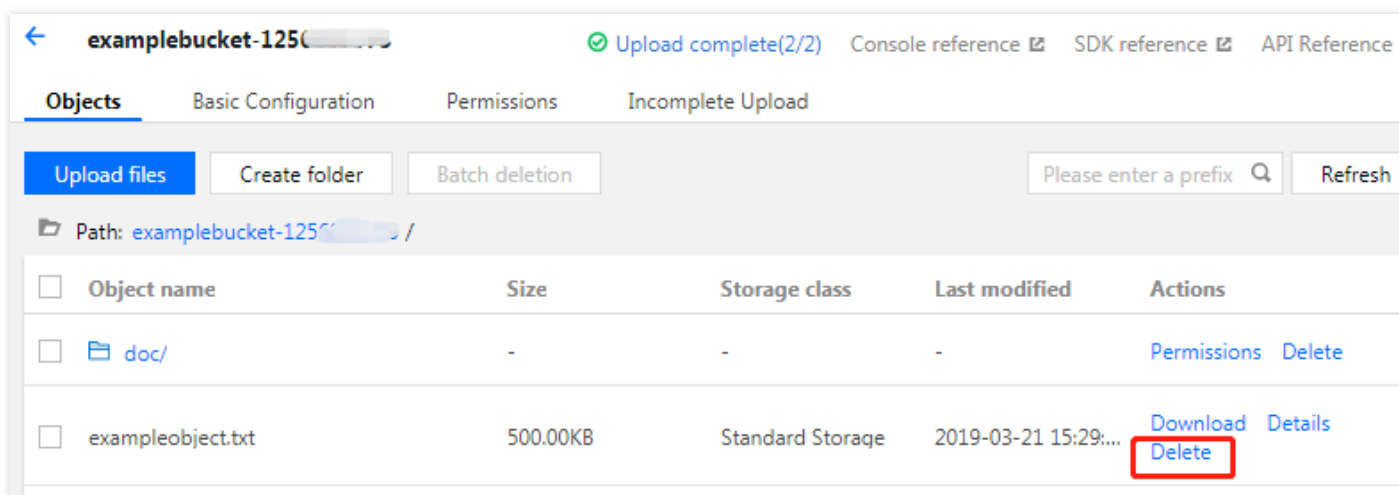 examplebucket-125
Upload complete(2/2) Console reference SDK reference API Reference
Objects Basic Configuration Permissions Incomplete Upload
Upload files Create folder Batch deletion Please enter a prefix Refresh
Path: examplebucket-125 /
Object name Size Storage class Last modified Actions
doc/ - - - Permissions Delete
exampleobject.txt 500.00KB Standard Storage 2019-03-21 15:29:... Download Details
Delete